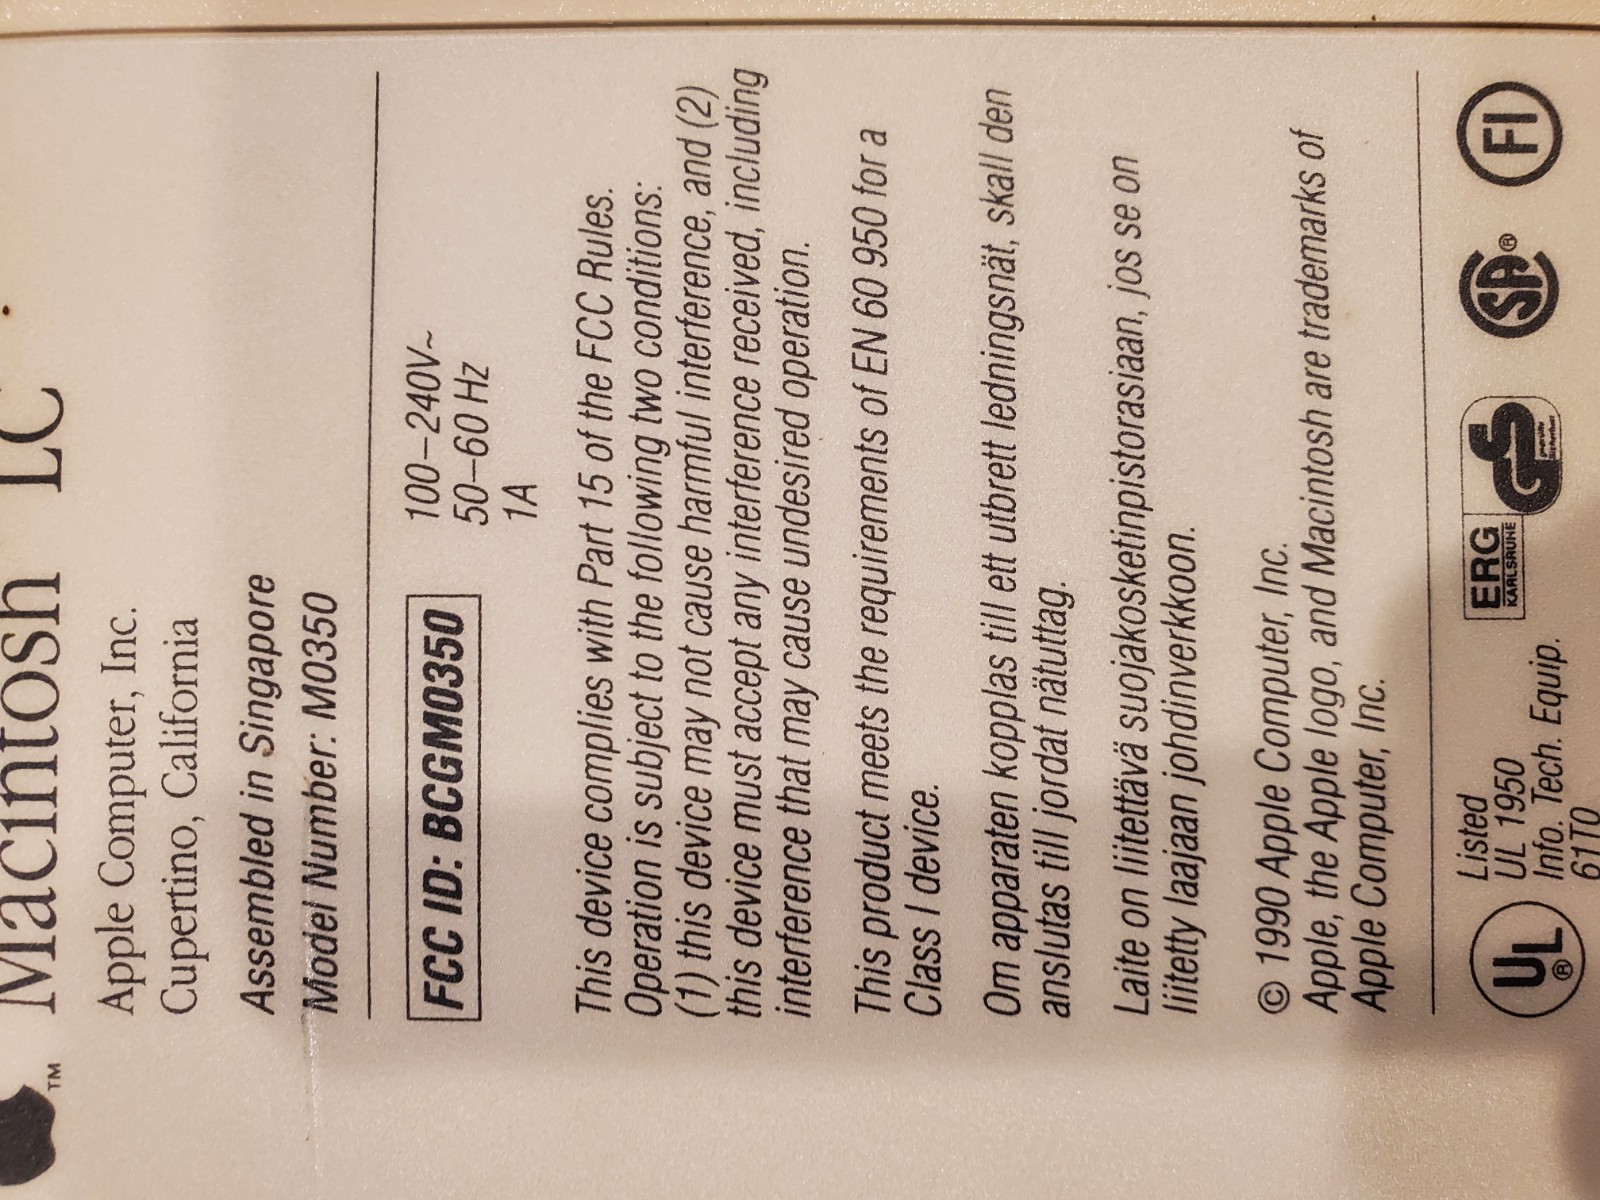 Macintosh LC
TM
Apple Computer, Inc.
Cupertino, California
Assembled in Singapore
Model Number: M0350
FCC ID: BCGM0350
100–240V~
50–60 Hz
1A
This device complies with Part 15 of the FCC Rules.
Operation is subject to the following two conditions:
(1) this device may not cause harmful interference, and (2)
this device must accept any interference received, including
interference that may cause undesired operation.
This product meets the requirements of EN 60 950 for a
Class I device.
Om apparaten kopplas till ett utbrett ledningsnät, skall den
anslutas till jordat nätuttag.
Laite on liitettävä suojakosketinpistorasiaan, jos se on
liitetty laajaan johdinverkkoon.
© 1990 Apple Computer, Inc.
Apple, the Apple logo, and Macintosh are trademarks of
Apple Computer, Inc.
UL®
Listed
UL 1950
Info. Tech. Equip.
61T0
ERG
KARLSRUHE
GS
geprüfte
Sicherheit
SA®
FI